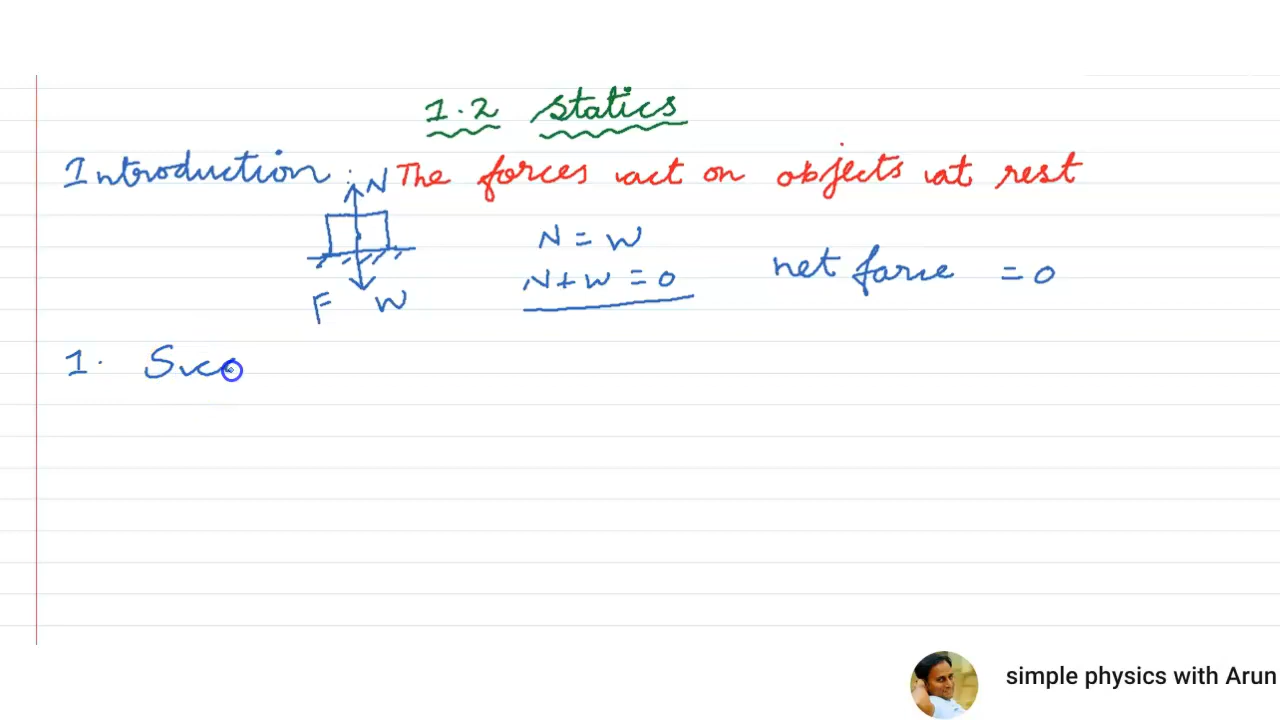 1.2 Statics
Introduction : The forces act on objects at rest
N
N = W
N + W = 0 net force = 0
F W
1. Sca
simple physics with Arun